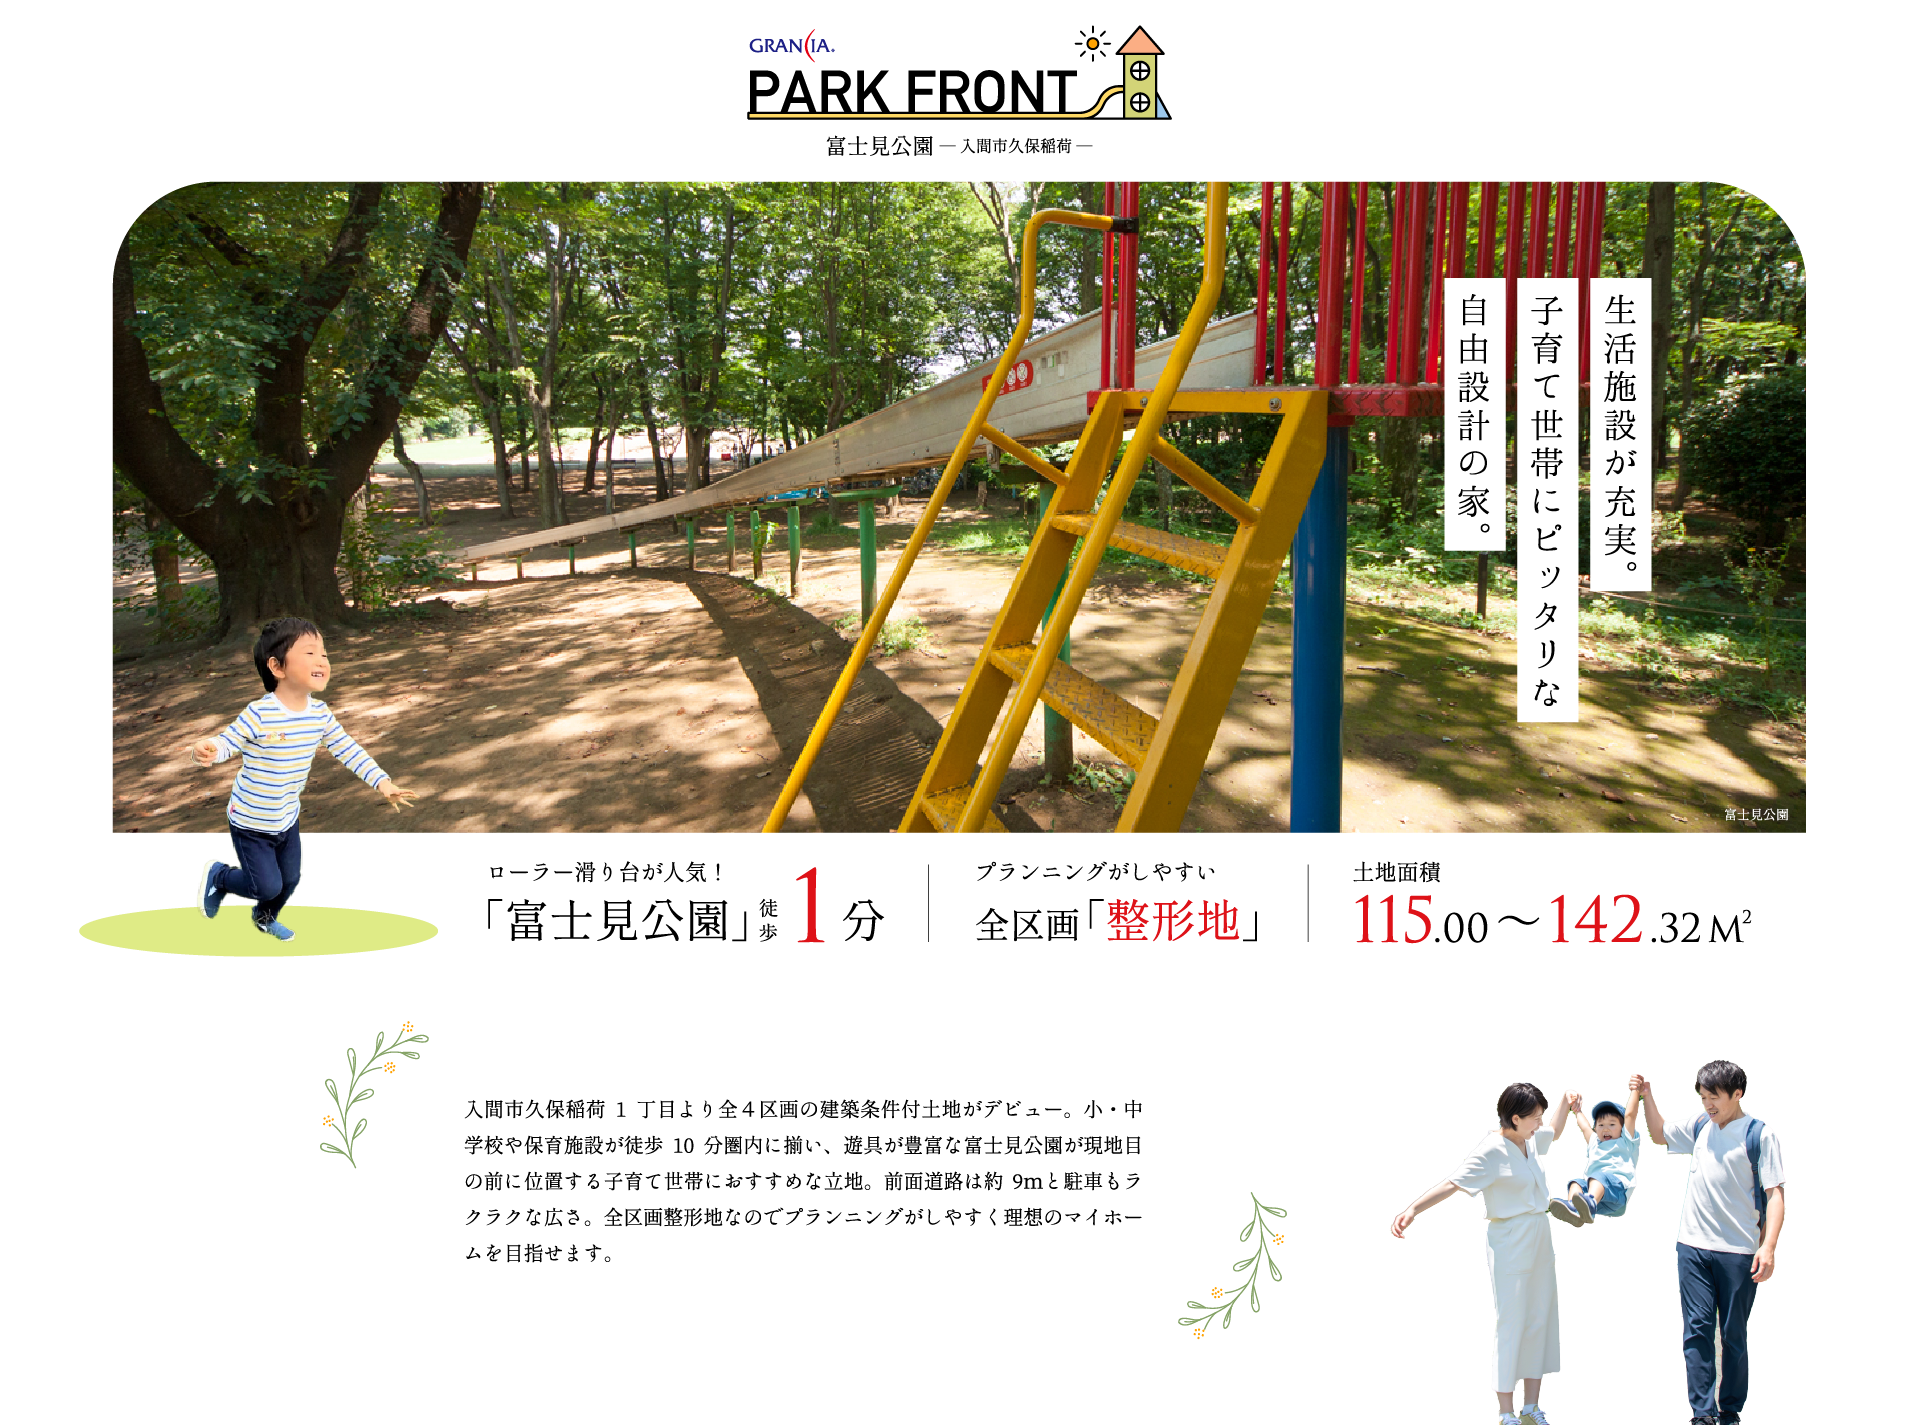 GRANCIA.
PARK FRONT
富士見公園 ― 入間市久保稲荷 ―
生活施設が充実。
子育て世帯にピッタリな
自由設計の家。
富士見公園
ローラー滑り台が人気！
「富士見公園」徒歩 1 分
プランニングがしやすい
全区画「整形地」
土地面積
115.00～142.32M²
入間市久保稲荷 1 丁目より全４区画の建築条件付土地がデビュー。小・中
学校や保育施設が徒歩 10 分圏内に揃い、遊具が豊富な富士見公園が現地目
の前に位置する子育て世帯におすすめな立地。前面道路は約 9mと駐車もラ
クラクな広さ。全区画整形地なのでプランニングがしやすく理想のマイホー
ムを目指せます。